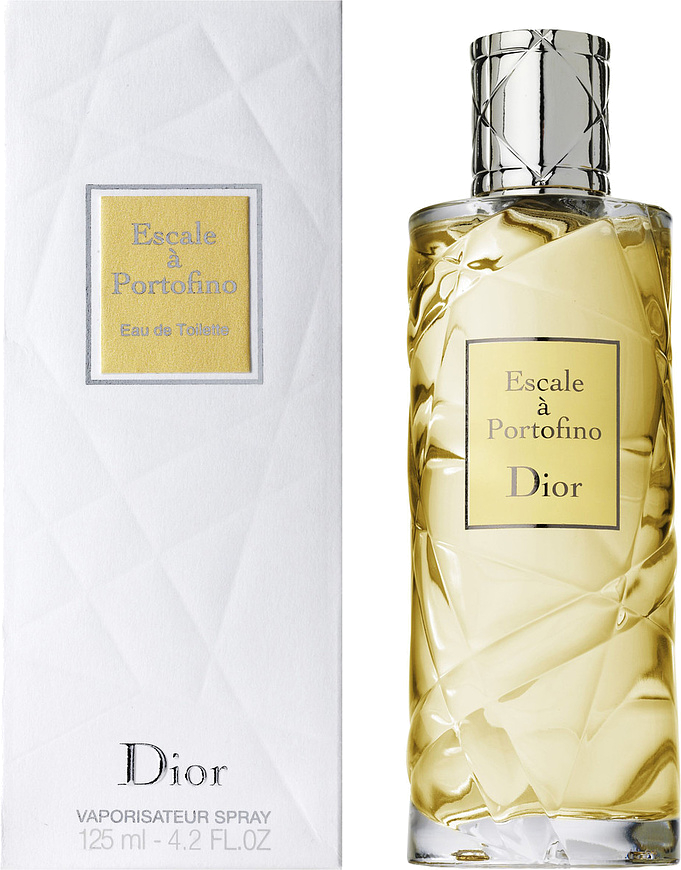 Escale
à
Portofino
Eau de Toilette
Dior
VAPORISATEUR SPRAY
125 ml - 4.2 FL.OZ
Escale
à
Portofino
Dior